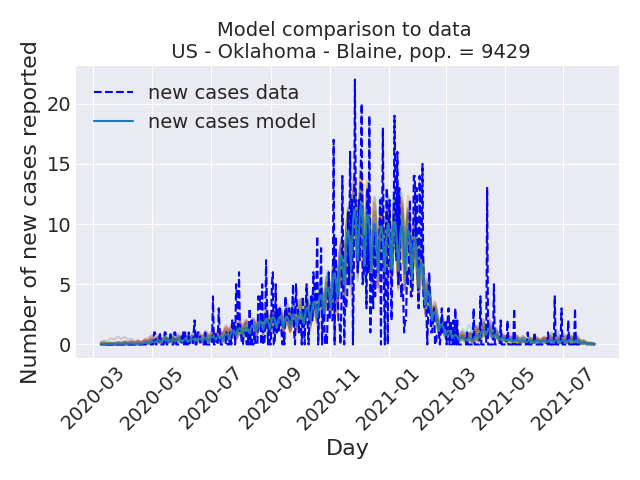 Model comparison to data
US - Oklahoma - Blaine, pop. = 9429
Number of new cases reported
20
15
10
5
0
new cases data
new cases model
2020-03
2020-05
2020-07
2020-09
2020-11
2021-01
2021-03
2021-05
2021-07
Day